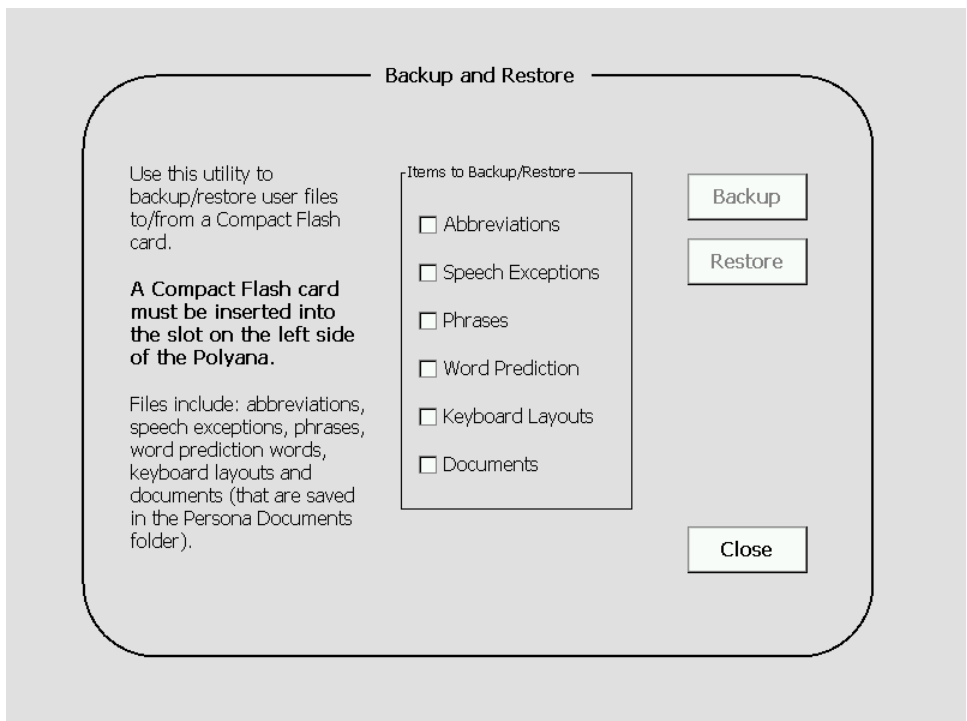 Backup and Restore
Use this utility to
backup/restore user files
to/from a Compact Flash
card.
A Compact Flash card
must be inserted into
the slot on the left side
of the Polyana.
Files include: abbreviations,
speech exceptions, phrases,
word prediction words,
keyboard layouts and
documents (that are saved
in the Persona Documents
folder).
Items to Backup/Restore
Abbreviations
Speech Exceptions
Phrases
Word Prediction
Keyboard Layouts
Documents
Backup
Restore
Close